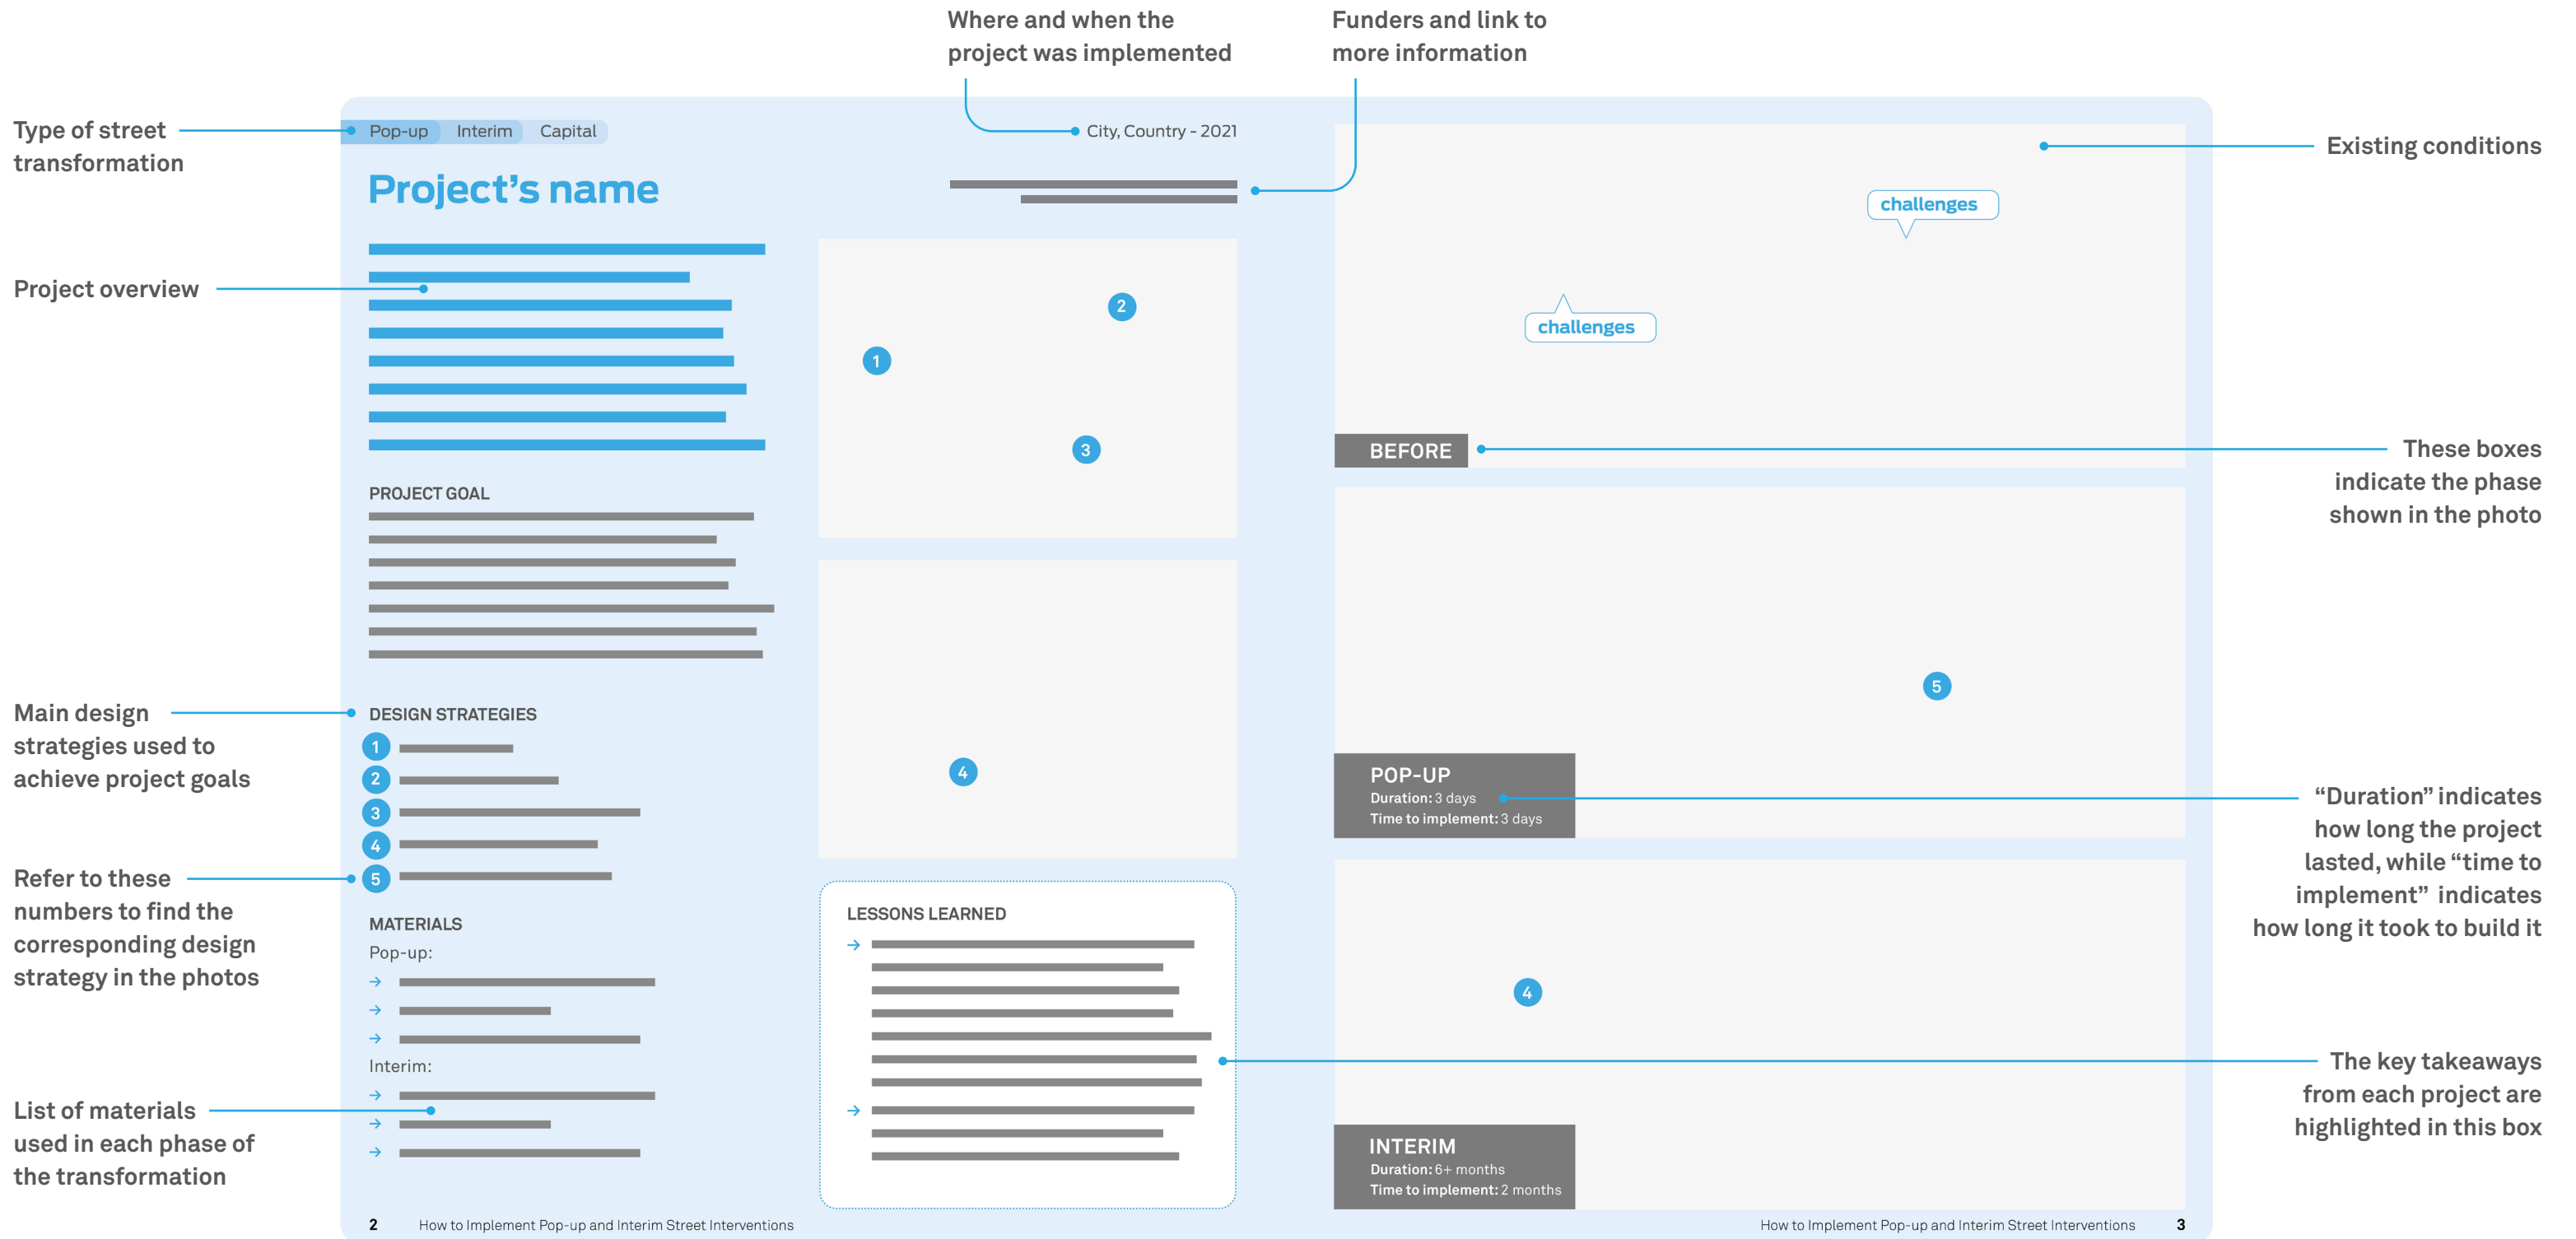 Where and when the
project was implemented
Funders and link to
more information
Type of street
transformation
Pop-up Interim Capital
City, Country - 2021
Project's name
Project overview
PROJECT GOAL
Main design
strategies used to
achieve project goals
DESIGN STRATEGIES
1
2
3
4
5
Refer to these
numbers to find the
corresponding design
strategy in the photos
MATERIALS
Pop-up:
→
→
→
Interim:
→
→
→
List of materials
used in each phase of
the transformation
2
1
3
4
LESSONS LEARNED
→
→
2 How to Implement Pop-up and Interim Street Interventions
Existing conditions
challenges
challenges
BEFORE
These boxes
indicate the phase
shown in the photo
5
POP-UP
Duration: 3 days
Time to implement: 3 days
“Duration” indicates
how long the project
lasted, while “time to
implement” indicates
how long it took to build it
4
INTERIM
Duration: 6+ months
Time to implement: 2 months
The key takeaways
from each project are
highlighted in this box
How to Implement Pop-up and Interim Street Interventions 3